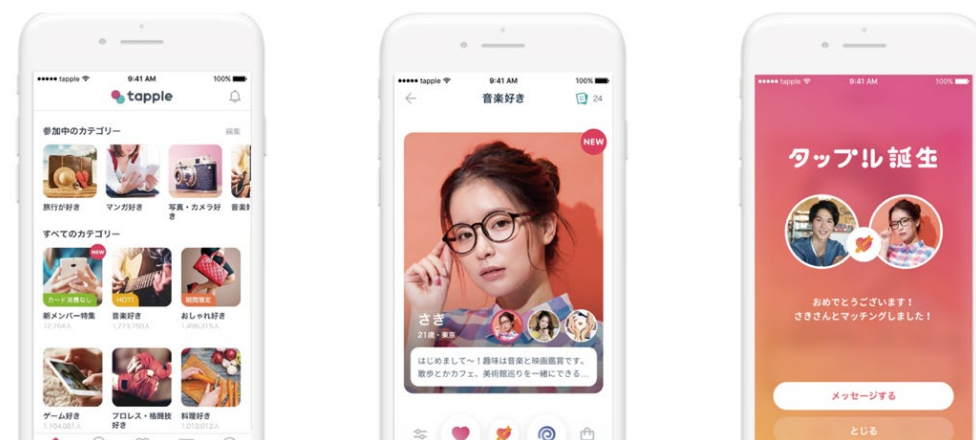 tapple
9:41 AM
100%
tapple
参加中のカテゴリー
編集
旅行が好き
マンガ好き
写真・カメラ好き
すべてのカテゴリー
NEW
カード消費なし
HOT!
期間限定
新メンバー特集
音楽好き
おしゃれ好き
ゲーム好き
プロレス・格闘技好き
料理好き
tapple
9:41 AM
100%
音楽好き
24
NEW
さき
21歳・東京
はじめまして〜！趣味は音楽と映画鑑賞です。
散歩とかカフェ、美術館巡りを一緒にできる...
tapple
9:41 AM
100%
タップル誕生
おめでとうございます！
さきさんとマッチングしました！
メッセージする
とじる